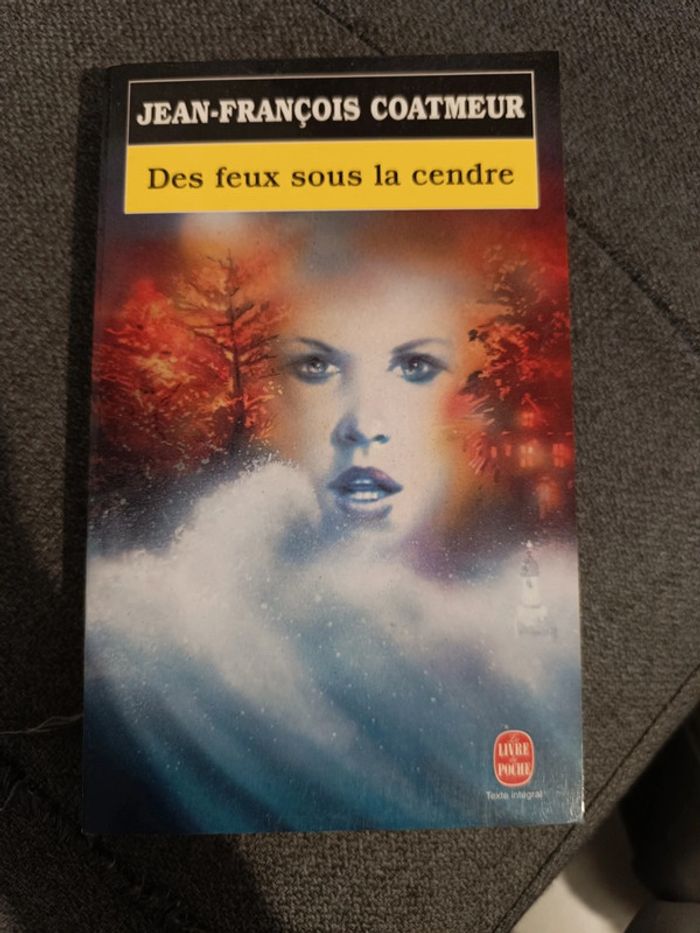 JEAN-FRANÇOIS COATMEUR
Des feux sous la cendre
Le
LIVRE
de
POCHE
Texte intégral